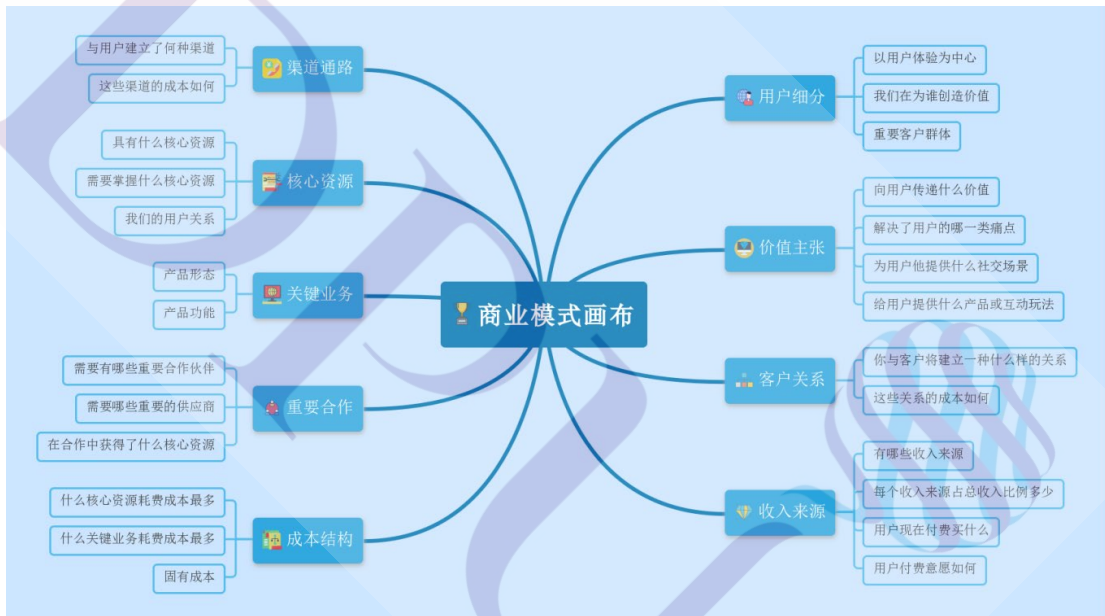 商业模式画布
用户细分
以用户体验为中心
我们在为谁创造价值
重要客户群体
价值主张
向用户传递什么价值
解决了用户的哪一类痛点
为用户他提供什么社交场景
给用户提供什么产品或互动玩法
客户关系
你与客户将建立一种什么样的关系
这些关系的成本如何
收入来源
有哪些收入来源
每个收入来源占总收入比例多少
用户现在付费买什么
用户付费意愿如何
渠道通路
与用户建立了何种渠道
这些渠道的成本如何
核心资源
具有什么核心资源
需要掌握什么核心资源
我们的用户关系
关键业务
产品形态
产品功能
重要合作
需要有哪些重要合作伙伴
需要哪些重要的供应商
在合作中获得了什么核心资源
成本结构
什么核心资源耗费成本最多
什么关键业务耗费成本最多
固有成本